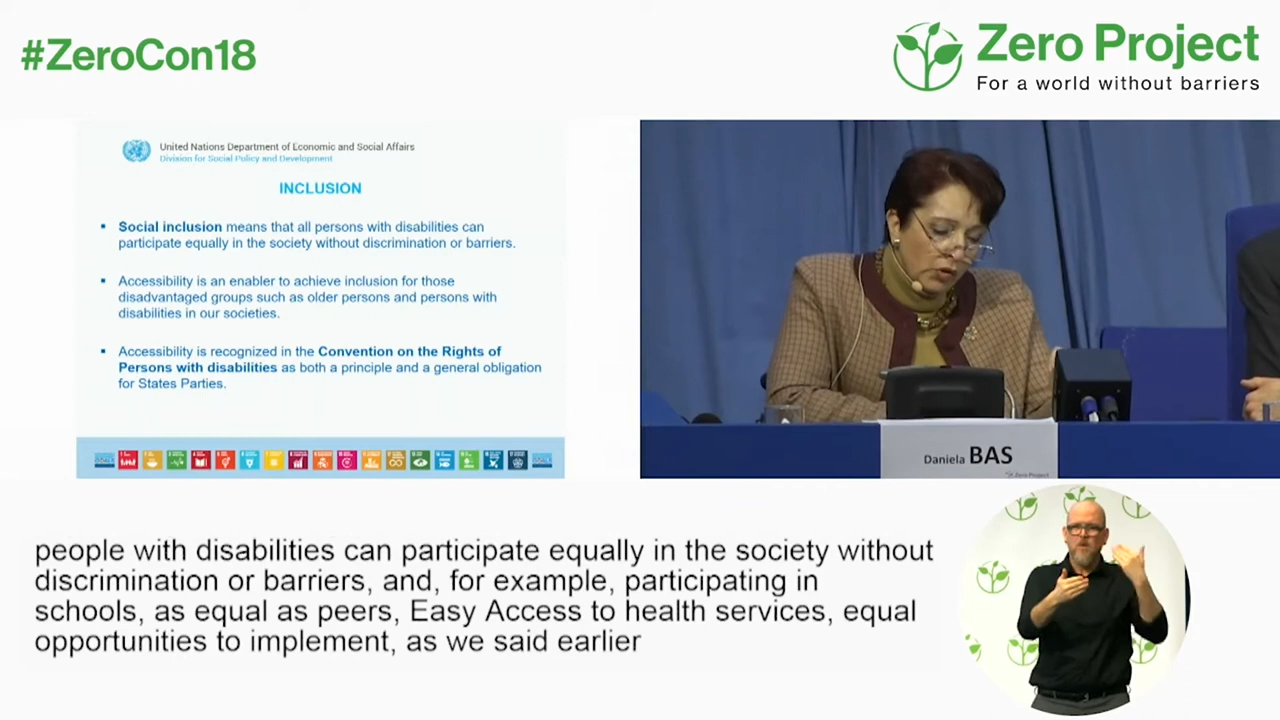 #ZeroCon18
Zero Project
For a world without barriers
United Nations Department of Economic and Social Affairs
Division for Social Policy and Development
INCLUSION
▪ Social inclusion means that all persons with disabilities can
participate equally in the society without discrimination or barriers.
▪ Accessibility is an enabler to achieve inclusion for those
disadvantaged groups such as older persons and persons with
disabilities in our societies.
▪ Accessibility is recognized in the Convention on the Rights of
Persons with disabilities as both a principle and a general obligation
for States Parties.
Daniela BAS
Zero Project
people with disabilities can participate equally in the society without
discrimination or barriers, and, for example, participating in
schools, as equal as peers, Easy Access to health services, equal
opportunities to implement, as we said earlier
Zero